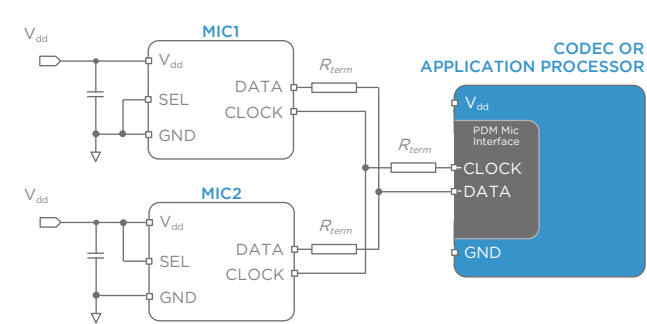 MIC1
Vdd
Vdd
SEL
GND
DATA
CLOCK
Rterm
CODEC OR
APPLICATION PROCESSOR
Vdd
PDM Mic
Interface
CLOCK
DATA
GND
Rterm
MIC2
Vdd
Vdd
SEL
GND
DATA
CLOCK
Rterm